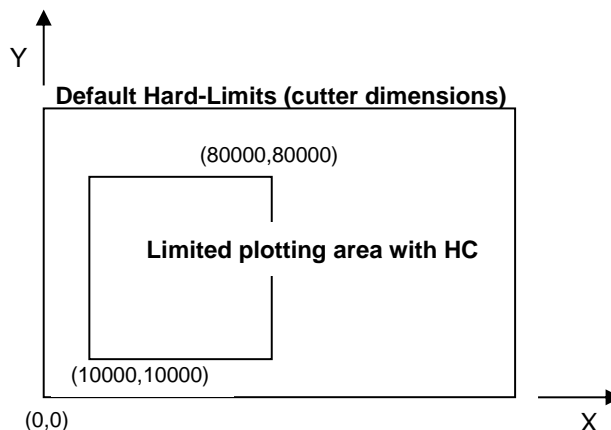 Y
Default Hard-Limits (cutter dimensions)
(80000,80000)
Limited plotting area with HC
(10000,10000)
(0,0)
X